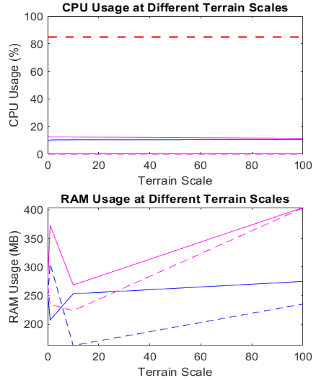 CPU Usage at Different Terrain Scales
100
80
60
40
20
0
CPU Usage (%)
0 20 40 60 80 100
Terrain Scale
RAM Usage at Different Terrain Scales
400
350
300
250
200
RAM Usage (MB)
0 20 40 60 80 100
Terrain Scale